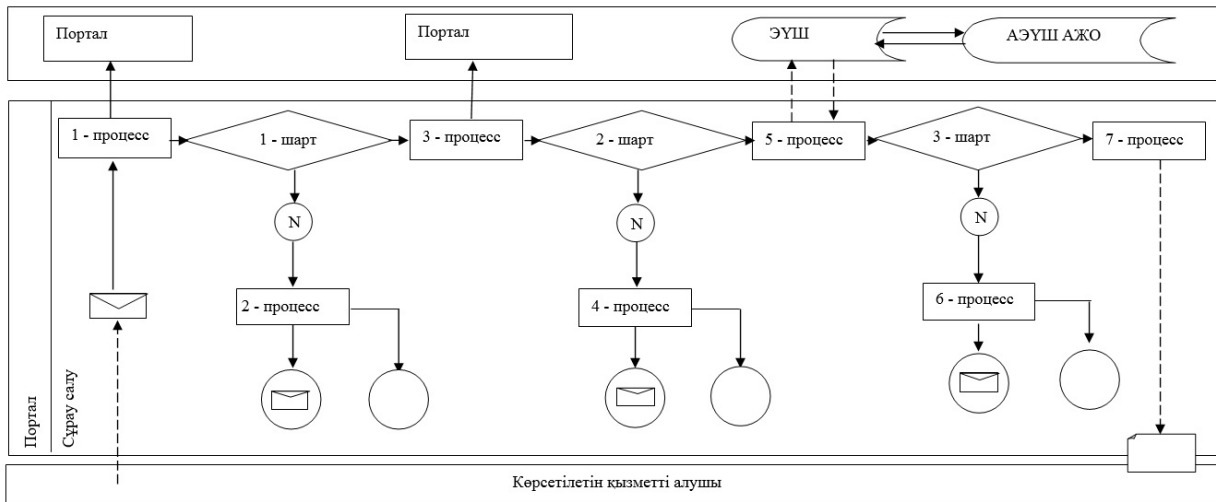 Портал
Портал
ЭҮШ
АЭҮШ АЖО
1 - процесс
1 - шарт
3 - процесс
2 - шарт
5 - процесс
3 - шарт
7 - процесс
N
N
N
2 - процесс
4 - процесс
6 - процесс
Портал
Сұрау салу
Көрсетілетін қызметті алушы